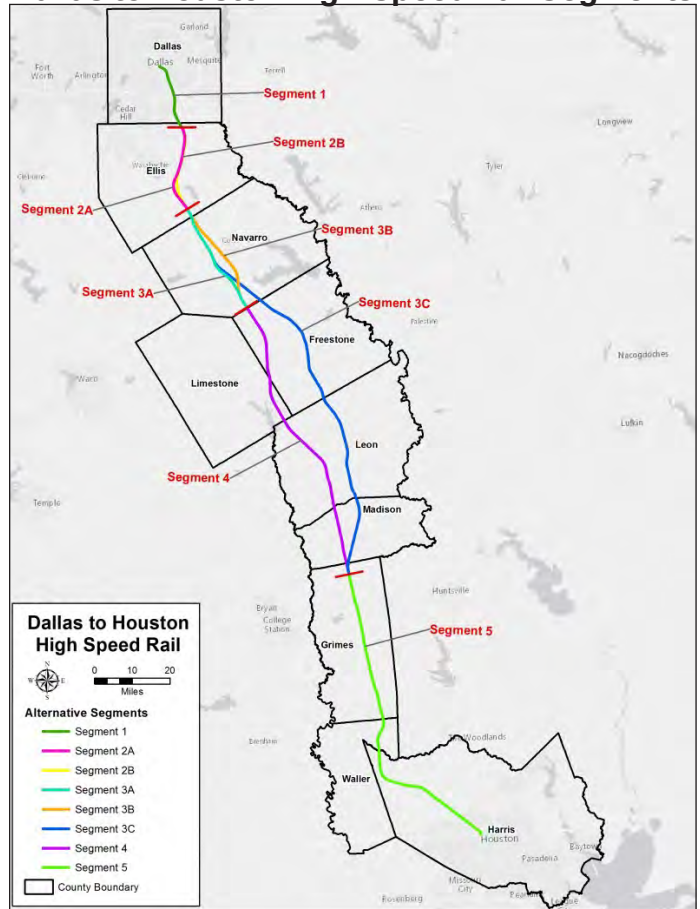 Garland
Dallas
Dallas
Mesquite
Fort
Worth
Arlington
Terrell
Cedar
Hill
Segment 1
Longview
Segment 2B
Tyler
Ellis
Segment 2A
Athens
Navarro
Segment 3B
Segment 3A
Segment 3C
Palestine
Freestone
Nacogdoches
Waco
Limestone
Lufkin
Leon
Segment 4
Temple
Madison
Huntsville
Bryan
College
Station
Segment 5
Grimes
Brenham
The Woodlands
Waller
Harris
Houston
Baytown
Pasadena
Missouri
City
Rosenberg
League
Dallas to Houston
High Speed Rail
N
W
E
S
0 10 20
Miles
Alternative Segments
Segment 1
Segment 2A
Segment 2B
Segment 3A
Segment 3B
Segment 3C
Segment 4
Segment 5
County Boundary